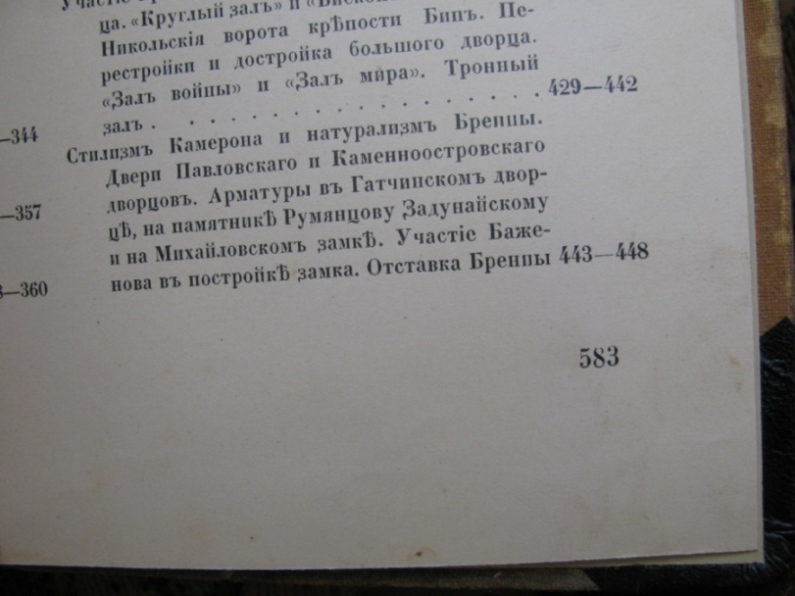 Участіе
ца. «Круглый залъ» и
Никольскія ворота крѣпости Бипъ. Пе-
рестройки и достройка большого дворца.
«Залъ войны» и «Залъ мира». Тронный
залъ . . . . . . . . . . . . . . . 429—442
—344
Стилизмъ Камерона и натурализмъ Бренны.
Двери Павловскаго и Каменноостровскаго
дворцовъ. Арматуры въ Гатчинскомъ двор-
—357
цѣ, на памятникѣ Румянцову Задунайскому
и на Михайловскомъ замкѣ. Участіе Баже-
нова въ постройкѣ замка. Отставка Бренны 443—448
—360
583